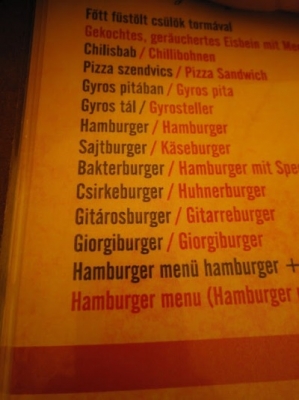 Főtt füstölt csülök tormával
Gekochtes, geräuchertes Eisbein mit
Chilisbab / Chillibohnen
Pizza szendvics / Pizza Sandwich
Gyros pitában / Gyros pita
Gyros tál / Gyrosteller
Hamburger / Hamburger
Sajtburger / Käseburger
Bakterburger / Hamburger mit
Csirkeburger / Huhnerburger
Gitárosburger / Gitarreburger
Giorgiburger / Giorgiburger
Hamburger menü hamburger +
Hamburger menu (Hamburger